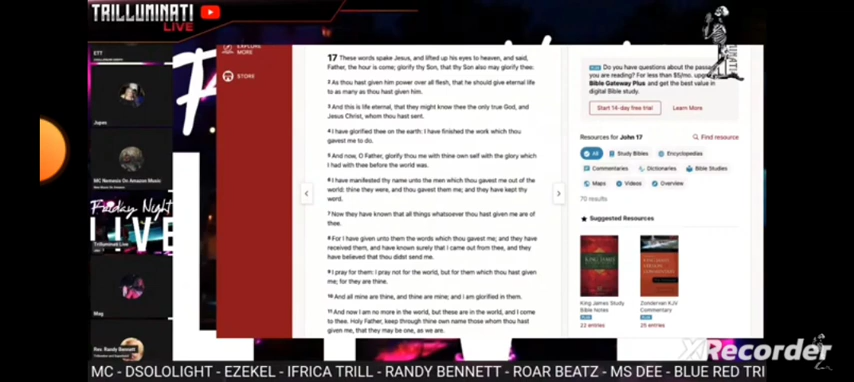 TRILLUMINATI
LIVE
ETT
EXPLORE
MORE
STORE
Jupes
MC Nemesis On Amazon Music
Friday Night
LIVE
Trilluminati Live
Mag
Rec Randy Bennett
17 These words spake Jesus, and lifted up his eyes to heaven, and said,
Father, the hour is come; glorify thy Son, that thy Son also may glorify thee:
2 As thou hast given him power over all flesh, that he should give eternal life
to as many as thou hast given him.
3 And this is life eternal, that they might know thee the only true God, and
Jesus Christ, whom thou hast sent.
4 I have glorified thee on the earth: I have finished the work which thou
gavest me to do.
5 And now, O Father, glorify thou me with thine own self with the glory which
I had with thee before the world was.
6 I have manifested thy name unto the men which thou gavest me out of the
world: thine they were, and thou gavest them me; and they have kept thy
word.
7 Now they have known that all things whatsoever thou hast given me are of
thee.
8 For I have given unto them the words which thou gavest me; and they have
received them, and have known surely that I came out from thee, and they
have believed that thou didst send me.
9 I pray for them: I pray not for the world, but for them which thou hast given
me; for they are thine.
10 And all mine are thine, and thine are mine; and I am glorified in them.
11 And now I am no more in the world, but these are in the world, and I come
to thee. Holy Father, keep through thine own name those whom thou hast
given me, that they may be one, as we are.
PLUS Do you have questions about the passa
you are reading? For less than $5/mo. upgra
Bible Gateway Plus and get the best value in
digital Bible study.
Start 14-day free trial
Learn More
Resources for John 17
Find resource
All
Study Bibles
Encyclopedias
Commentaries
Dictionaries
Bible Studies
Maps
Videos
Overview
70 results
Suggested Resources
King James Study
Bible Notes
PLUS
22 entries
Zondervan KJV
Commentary
PLUS
25 entries
XRecorder
MC - DSOLOLIGHT - EZEKEL - IFRICA TRILL - RANDY BENNETT - ROAR BEATZ - MS DEE - BLUE RED TRI